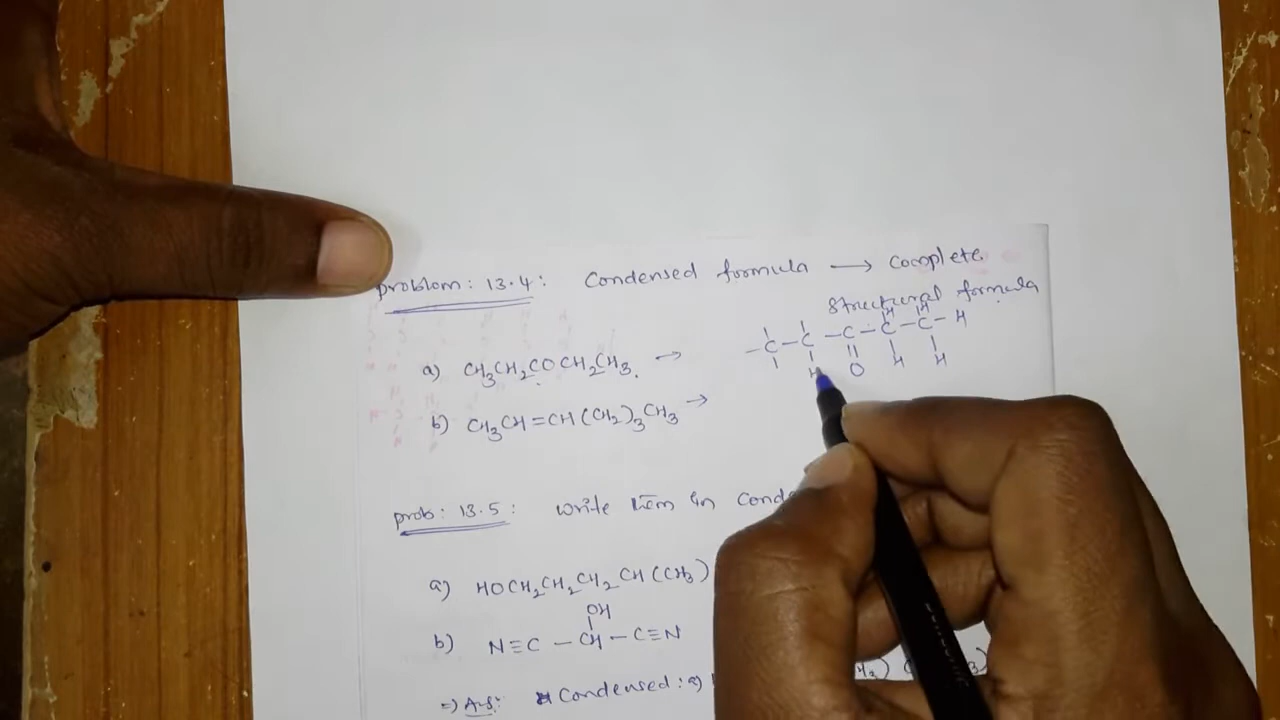 problem: 13.4: Condensed formula → Complete
Structural formula
a) CH₃CH₂COCH₂CH₃. →
H H
-C-C-C-C-C-H
H O H H
b) CH₃CH=CH(CH₂)₃CH₃ →
prob: 13.5: Write them in
a) HOCH₂CH₂CH₂CH(CH₃)
OH
b) N≡C-CH-C≡N
=) Ans: Condensed: a)